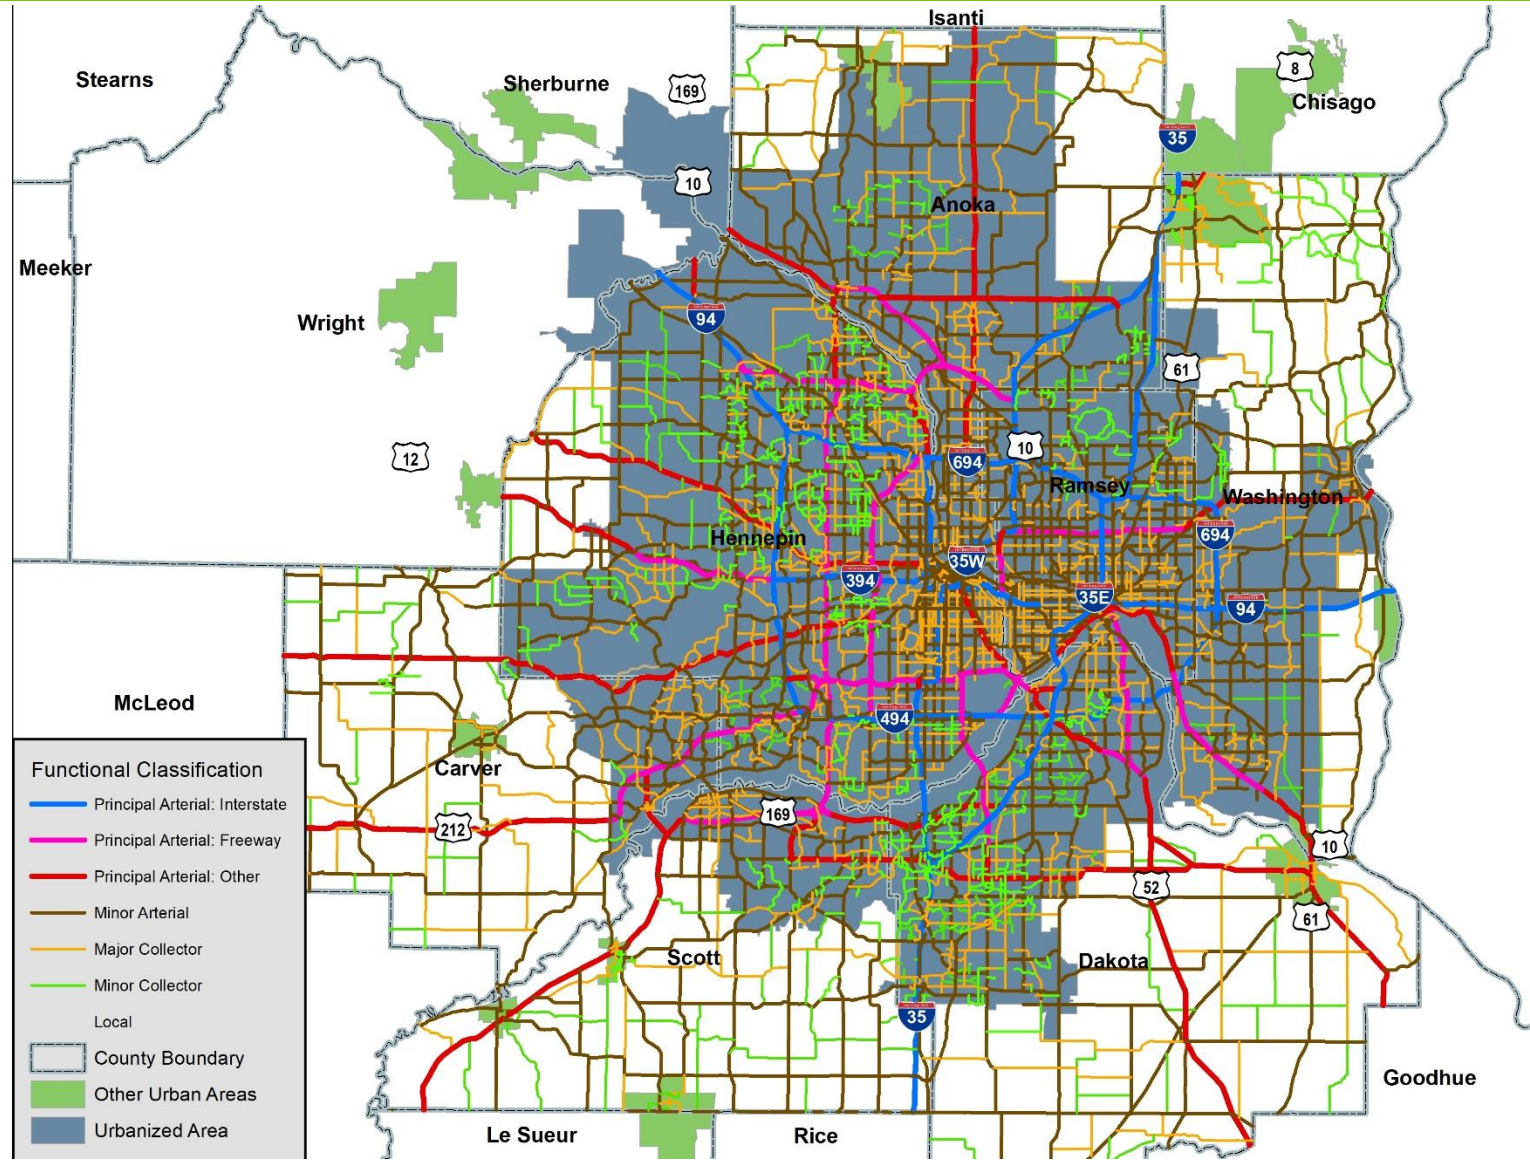 Isanti
8
Stearns
Sherburne
169
Chisago
35
10
Anoka
Meeker
94
Wright
61
12
10
694
Ramsey
Washington
Hennepin
694
35W
394
35E
94
McLeod
494
Carver
169
212
10
52
61
Scott
Dakota
35
Goodhue
Le Sueur
Rice
Functional Classification
Principal Arterial: Interstate
Principal Arterial: Freeway
Principal Arterial: Other
Minor Arterial
Major Collector
Minor Collector
Local
County Boundary
Other Urban Areas
Urbanized Area